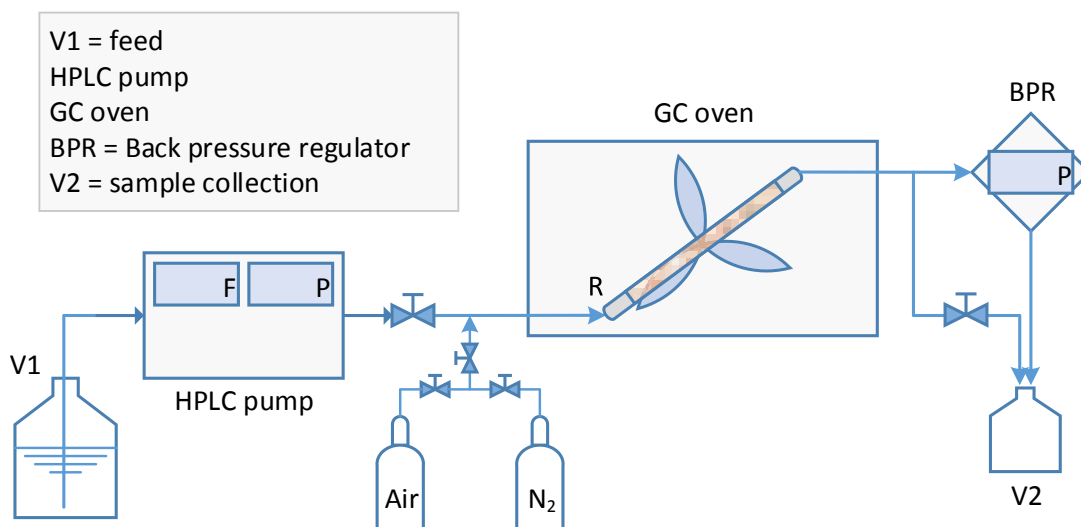 V1 = feed
HPLC pump
GC oven
BPR = Back pressure regulator
V2 = sample collection
GC oven
BPR
P
R
F
P
V1
HPLC pump
Air
N₂
V2